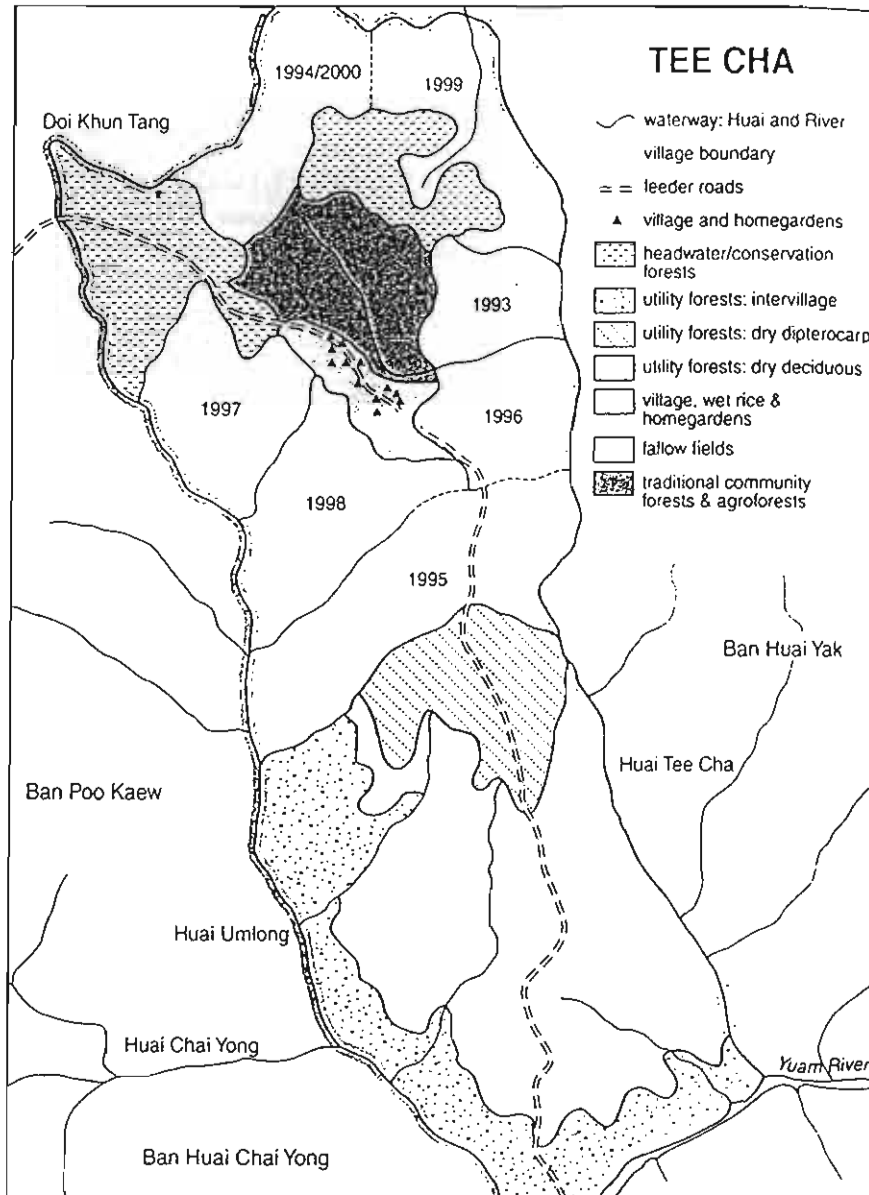 TEE CHA
waterway: Huai and River
village boundary
leeder roads
village and homegardens
headwater/conservation
forests
utility forests: intervillage
utility forests: dry dipterocarp
utility forests: dry deciduous
village, wet rice &
homegardens
fallow fields
traditional community
forests & agroforests
1994/2000
1999
Doi Khun Tang
1993
1997
1996
1998
1995
Ban Huai Yak
Huai Tee Cha
Ban Poo Kaew
Huai Umlong
Huai Chai Yong
Yuam River
Ban Huai Chai Yong